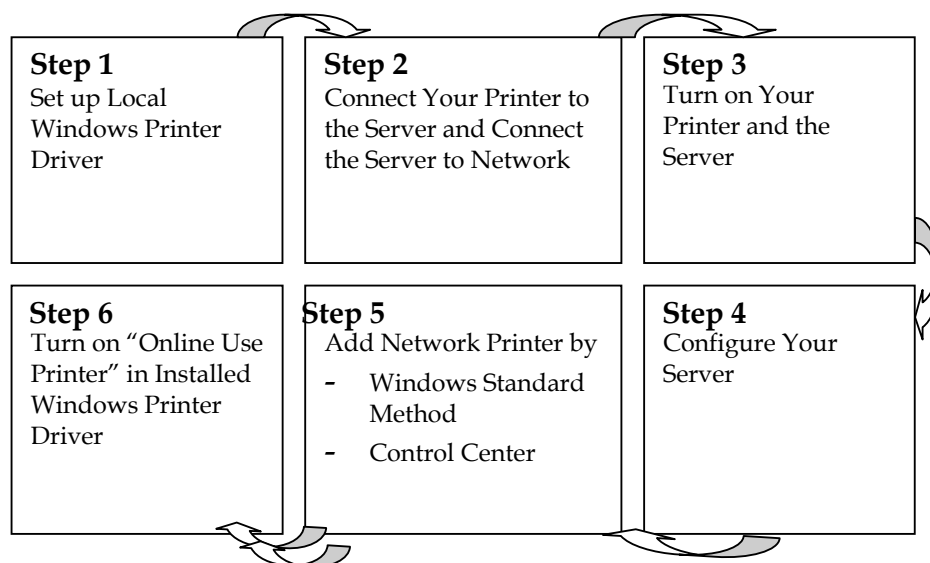 Step 1
Set up Local
Windows Printer
Driver
Step 2
Connect Your Printer to
the Server and Connect
the Server to Network
Step 3
Turn on Your
Printer and the
Server
Step 4
Configure Your
Server
Step 5
Add Network Printer by
- Windows Standard
Method
- Control Center
Step 6
Turn on “Online Use
Printer” in Installed
Windows Printer
Driver